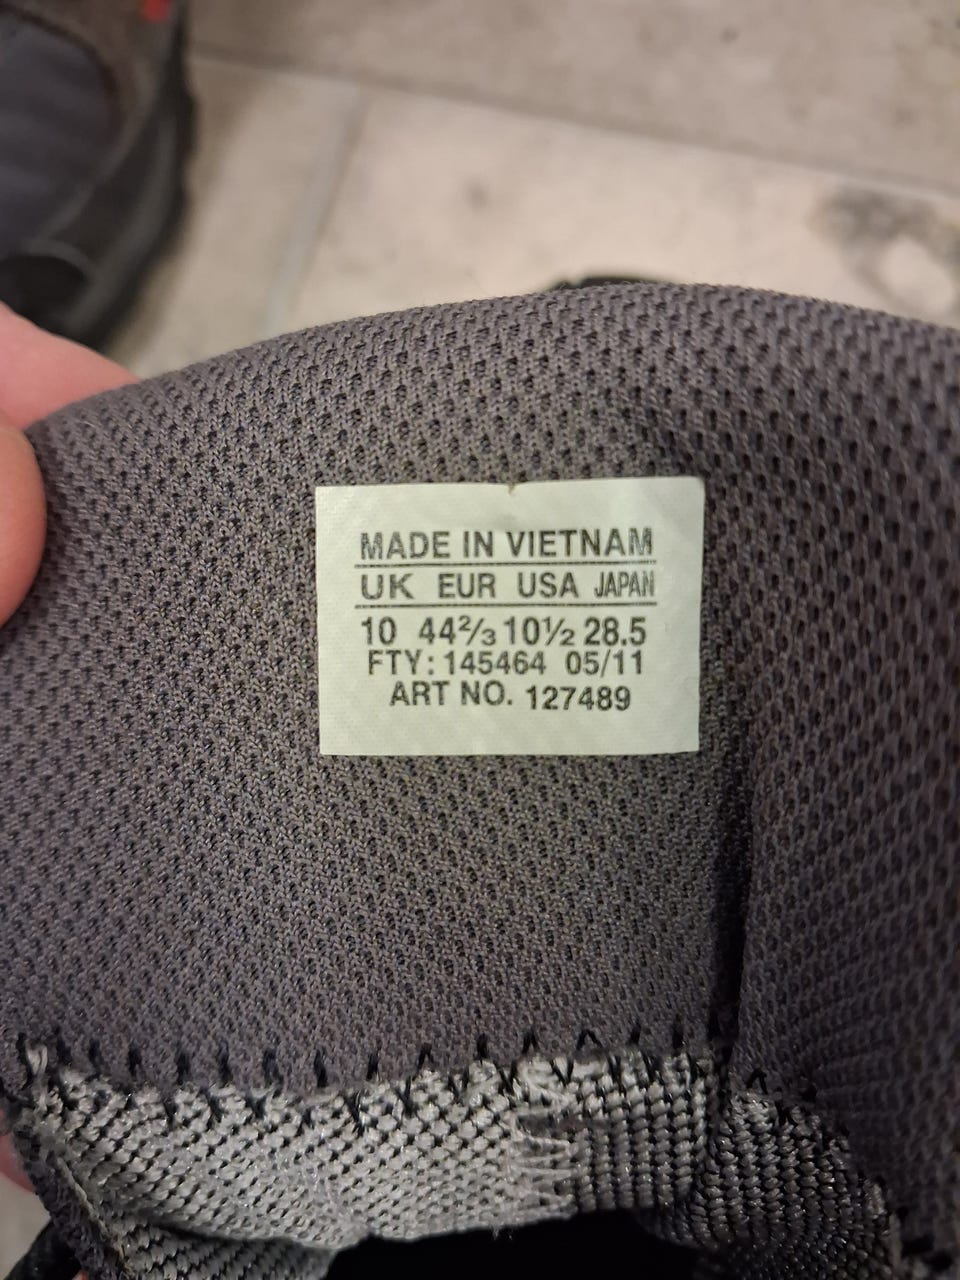 MADE IN VIETNAM
UK EUR USA JAPAN
10 44⅔ 10½ 28.5
FTY: 145464 05/11
ART NO. 127489